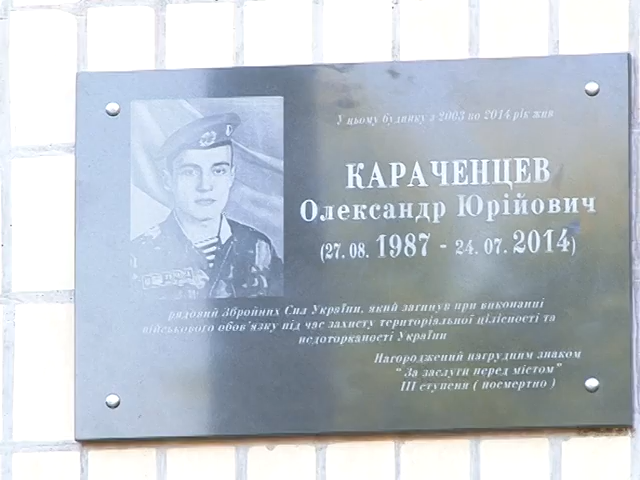 У цьому будинку з 2003 по 2014 рік жив
КАРАЧЕНЦЕВ
Олександр Юрійович
(27. 08. 1987 - 24. 07. 2014)
рядовий Збройних Сил України, який загинув при виконанні
військового обов'язку під час захисту територіальної цілісності та
недоторканості України
Нагороджений нагрудним знаком
"За заслуги перед містом"
ІІІ ступеня ( посмертно )